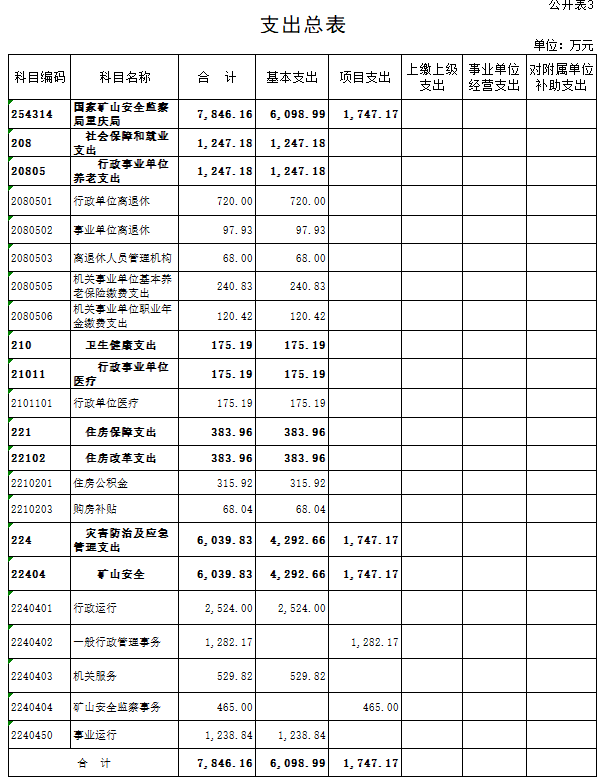 公开表3
支出总表
单位：万元
科目编码 科目名称 合 计 基本支出 项目支出 上缴上级支出 事业单位经营支出 对附属单位补助支出
254314 国家矿山安全监察局重庆局 7,846.16 6,098.99 1,747.17
208 社会保障和就业支出 1,247.18 1,247.18
20805 行政事业单位养老支出 1,247.18 1,247.18
2080501 行政单位离退休 720.00 720.00
2080502 事业单位离退休 97.93 97.93
2080503 离退休人员管理机构 68.00 68.00
2080505 机关事业单位基本养老保险缴费支出 240.83 240.83
2080506 机关事业单位职业年金缴费支出 120.42 120.42
210 卫生健康支出 175.19 175.19
21011 行政事业单位医疗 175.19 175.19
2101101 行政单位医疗 175.19 175.19
221 住房保障支出 383.96 383.96
22102 住房改革支出 383.96 383.96
2210201 住房公积金 315.92 315.92
2210203 购房补贴 68.04 68.04
224 灾害防治及应急管理支出 6,039.83 4,292.66 1,747.17
22404 矿山安全 6,039.83 4,292.66 1,747.17
2240401 行政运行 2,524.00 2,524.00
2240402 一般行政管理事务 1,282.17 1,282.17
2240403 机关服务 529.82 529.82
2240404 矿山安全监察事务 465.00 465.00
2240450 事业运行 1,238.84 1,238.84
合 计 7,846.16 6,098.99 1,747.17